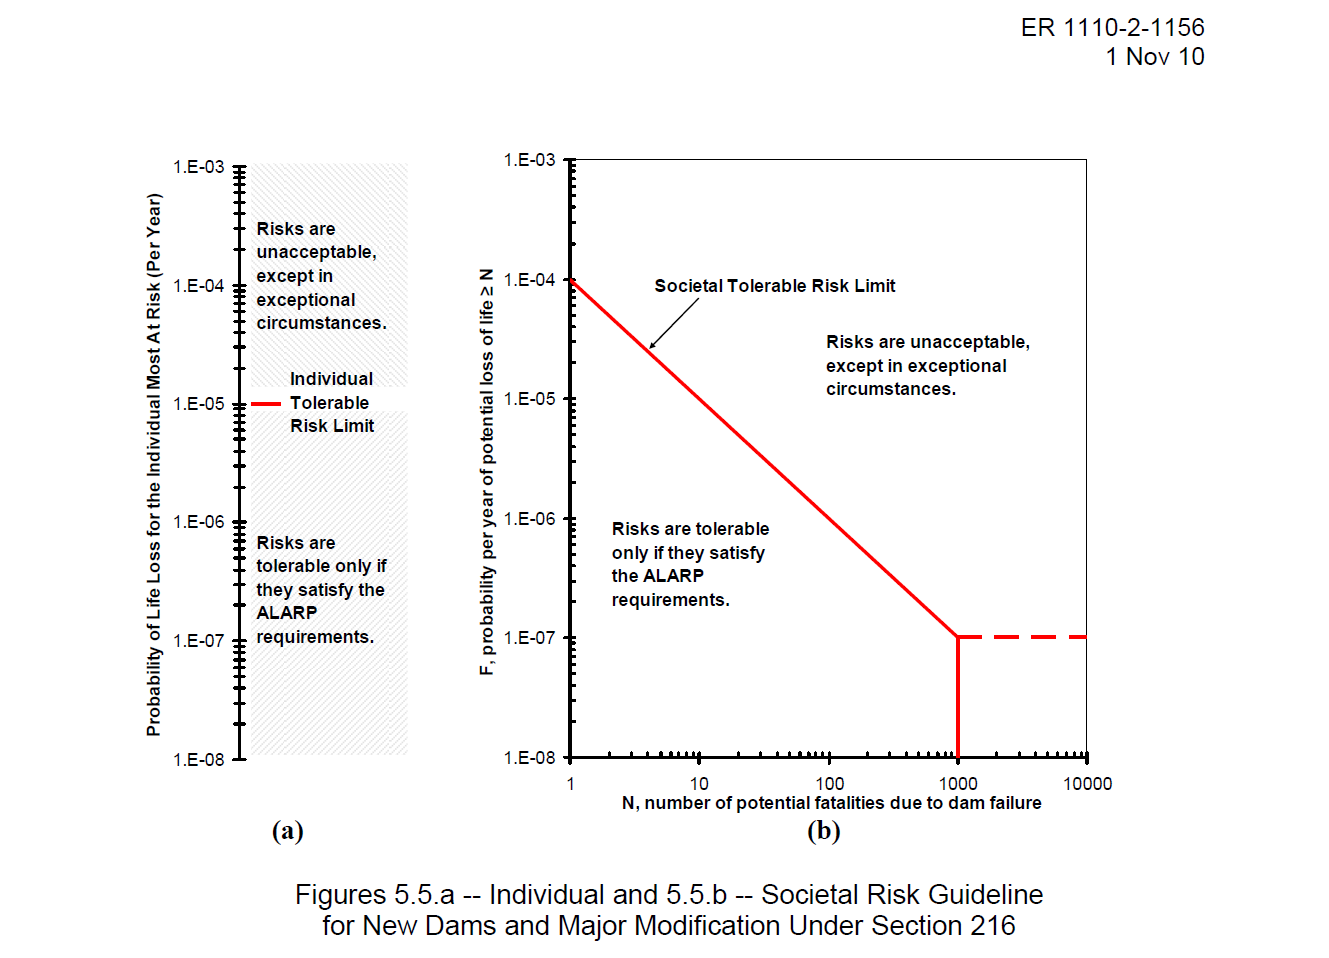 ER 1110-2-1156
1 Nov 10
Probability of Life Loss for the Individual Most At Risk (Per Year)
1.E-03
1.E-04
1.E-05
1.E-06
1.E-07
1.E-08
Risks are
unacceptable,
except in
exceptional
circumstances.
Individual
Tolerable
Risk Limit
Risks are
tolerable only if
they satisfy the
ALARP
requirements.
(a)
F, probability per year of potential loss of life ≥ N
1.E-03
1.E-04
1.E-05
1.E-06
1.E-07
1.E-08
Societal Tolerable Risk Limit
Risks are unacceptable,
except in exceptional
circumstances.
Risks are tolerable
only if they satisfy
the ALARP
requirements.
1 10 100 1000 10000
N, number of potential fatalities due to dam failure
(b)
Figures 5.5.a -- Individual and 5.5.b -- Societal Risk Guideline
for New Dams and Major Modification Under Section 216